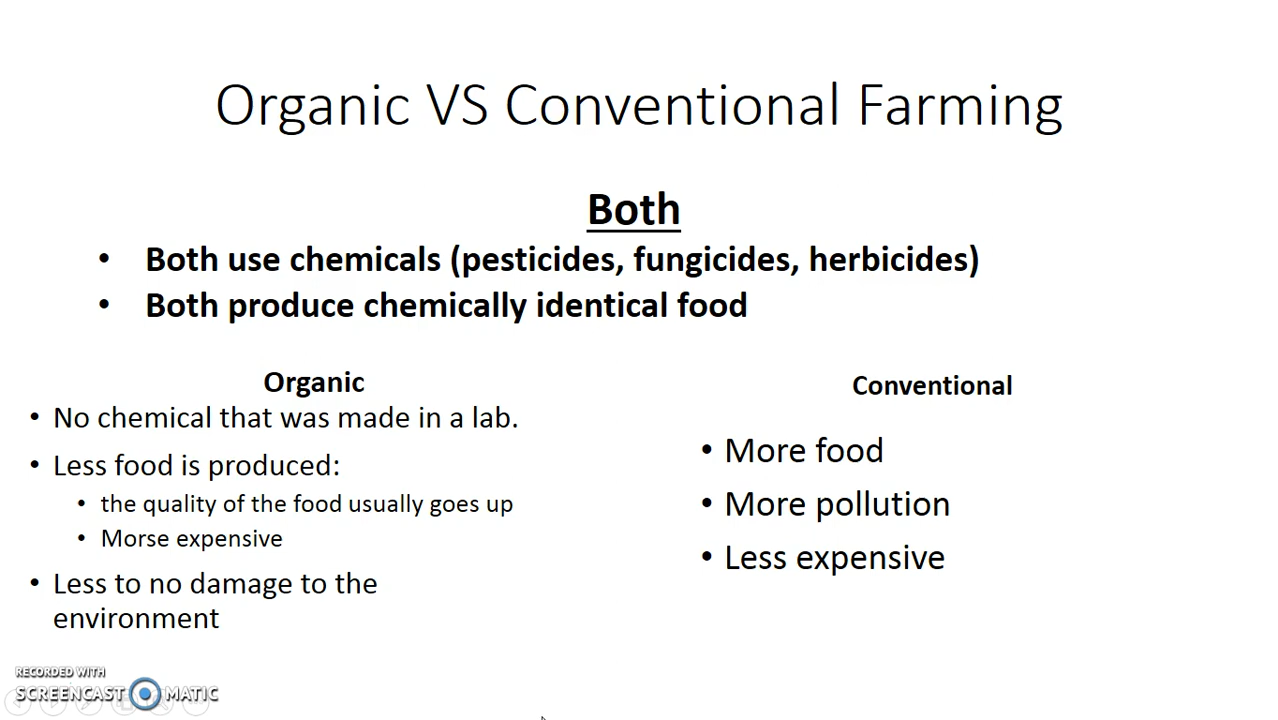 Organic VS Conventional Farming
Both
• Both use chemicals (pesticides, fungicides, herbicides)
• Both produce chemically identical food
Organic
• No chemical that was made in a lab.
• Less food is produced:
• the quality of the food usually goes up
• Morse expensive
• Less to no damage to the
environment
Conventional
• More food
• More pollution
• Less expensive
RECORDED WITH
SCREENCAST MATIC